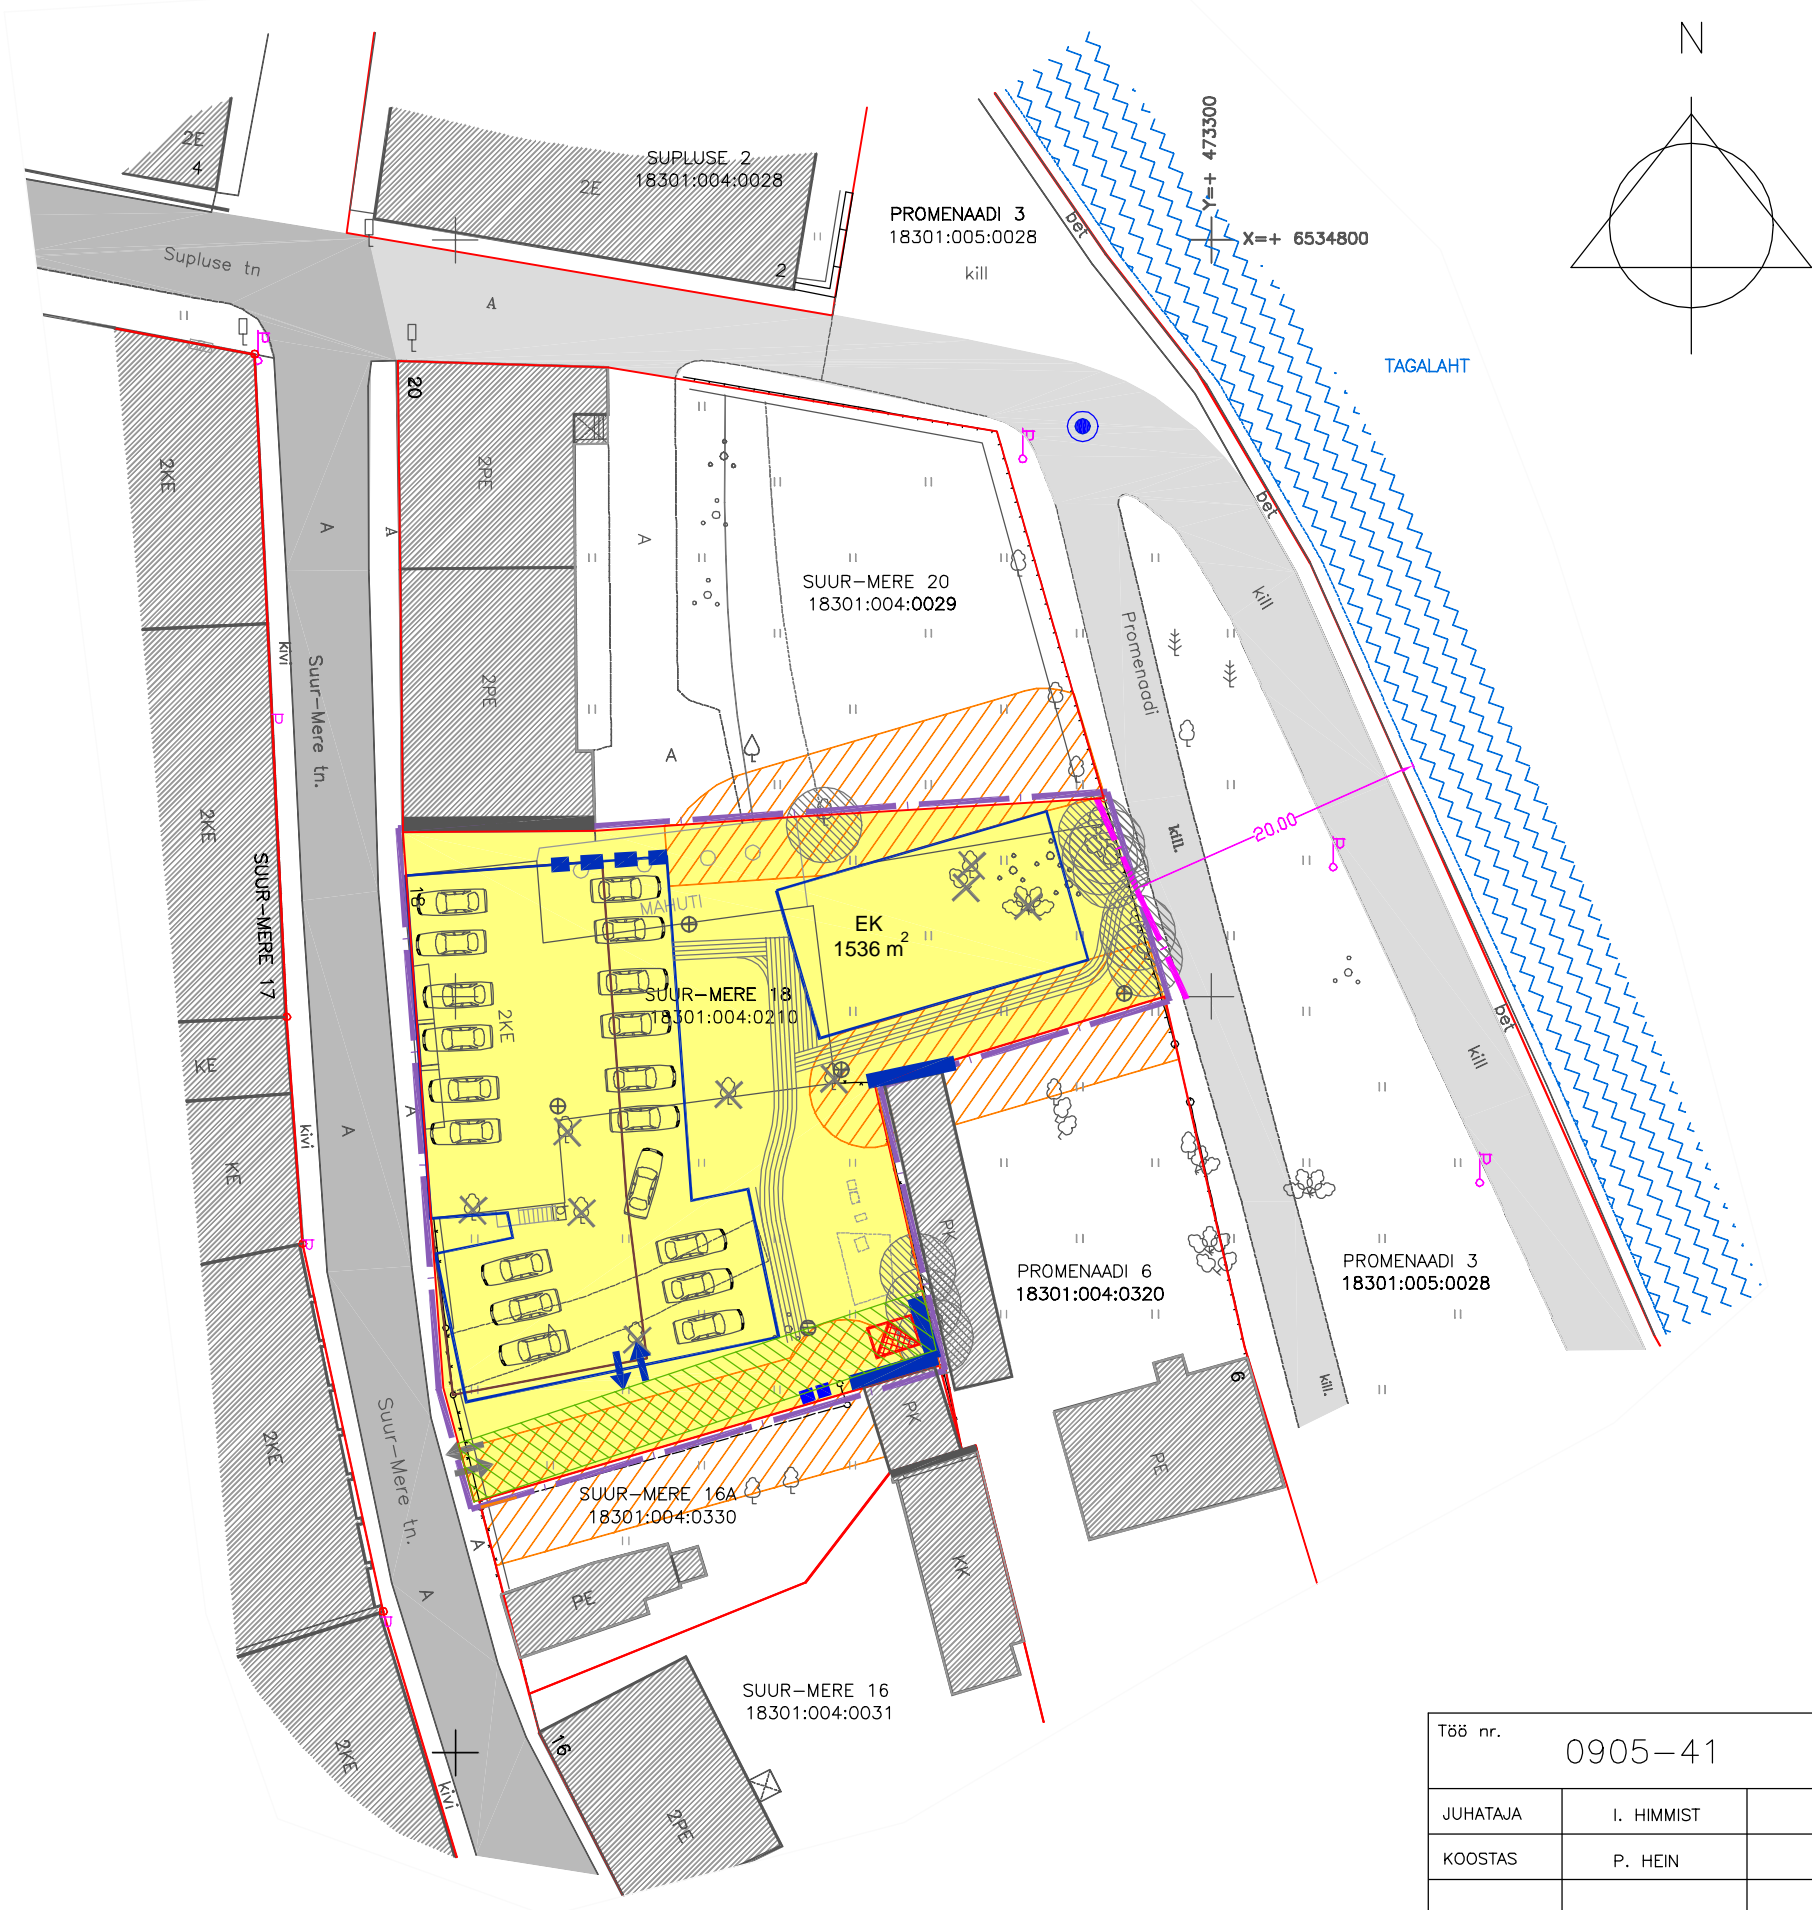 N
Y=+ 473300
X=+ 6534800
2E
4
SUPLUSE 2
18301:004:0028
2E
2
PROMENAADI 3
18301:005:0028
kill
bet
Supluse tn
A
TAGALAHT
20
2KE
2PE
A
A
A
bet
SUUR-MERE 20
18301:004:0029
kill
Promenaadi
kivi
Suur-Mere tn.
2PE
A
2KE
kill.
20.00
SUUR-MERE 17
18
MAHUTI
EK
1536 m2
SUUR-MERE 18
18301:004:0210
2KE
bet
kill
KE
A
A
kivi
KE
PK
PROMENAADI 6
18301:004:0320
PROMENAADI 3
18301:005:0028
6
kill.
2KE
Suur-Mere tn.
PK
PE
SUUR-MERE 16A
18301:004:0330
A
A
PE
KK
SUUR-MERE 16
18301:004:0031
16
2KE
kivi
2PE
Töö nr.
0905-41
JUHATAJA
I. HIMMIST
KOOSTAS
P. HEIN